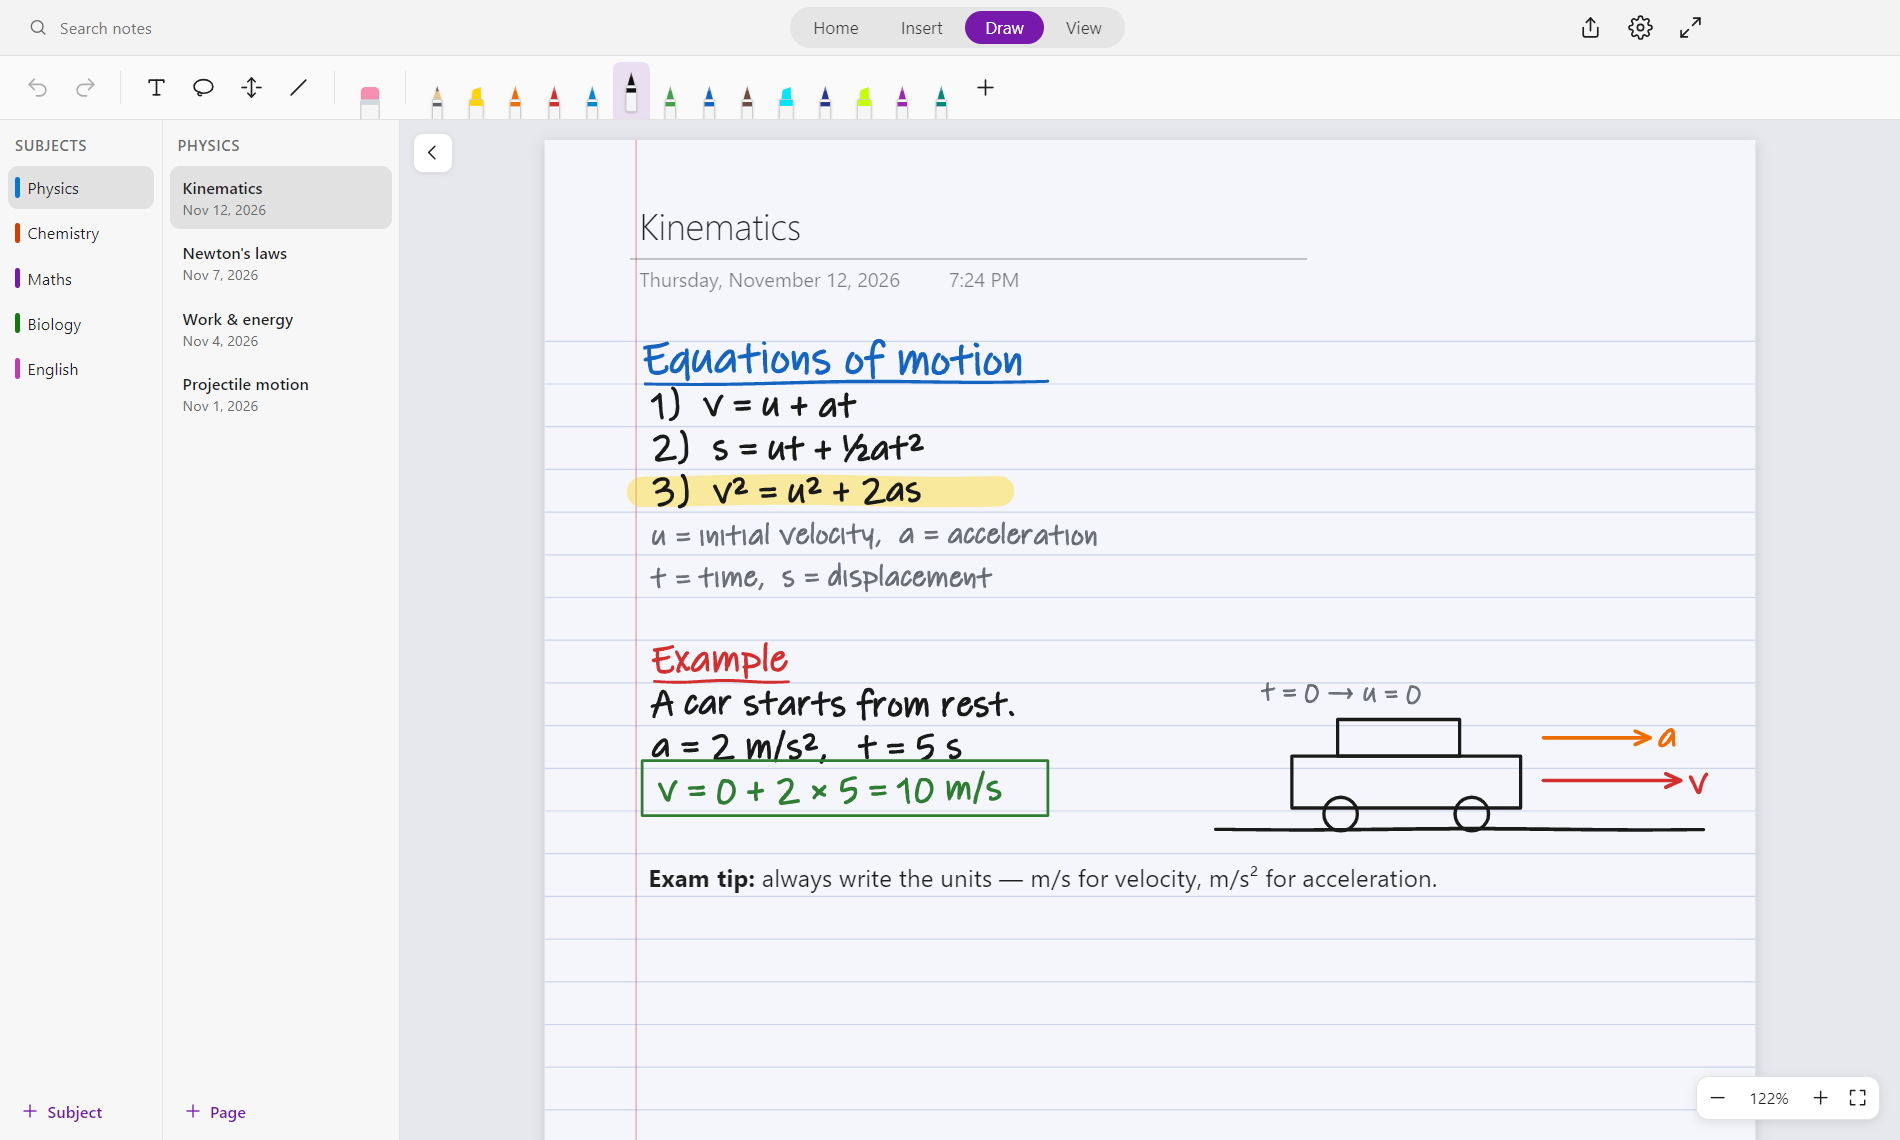 Search notes
Home Insert Draw View
SUBJECTS
Physics
Chemistry
Maths
Biology
English
+ Subject
PHYSICS
Kinematics
Nov 12, 2026
Newton's laws
Nov 7, 2026
Work & energy
Nov 4, 2026
Projectile motion
Nov 1, 2026
+ Page
Kinematics
Thursday, November 12, 2026 7:24 PM
Equations of motion
1) v = u + at
2) s = ut + ½at²
3) v² = u² + 2as
u = initial velocity, a = acceleration
t = time, s = displacement
Example
A car starts from rest.
a = 2 m/s², t = 5 s
v = 0 + 2 × 5 = 10 m/s
t = 0 → u = 0
a
v
Exam tip: always write the units — m/s for velocity, m/s² for acceleration.
122%